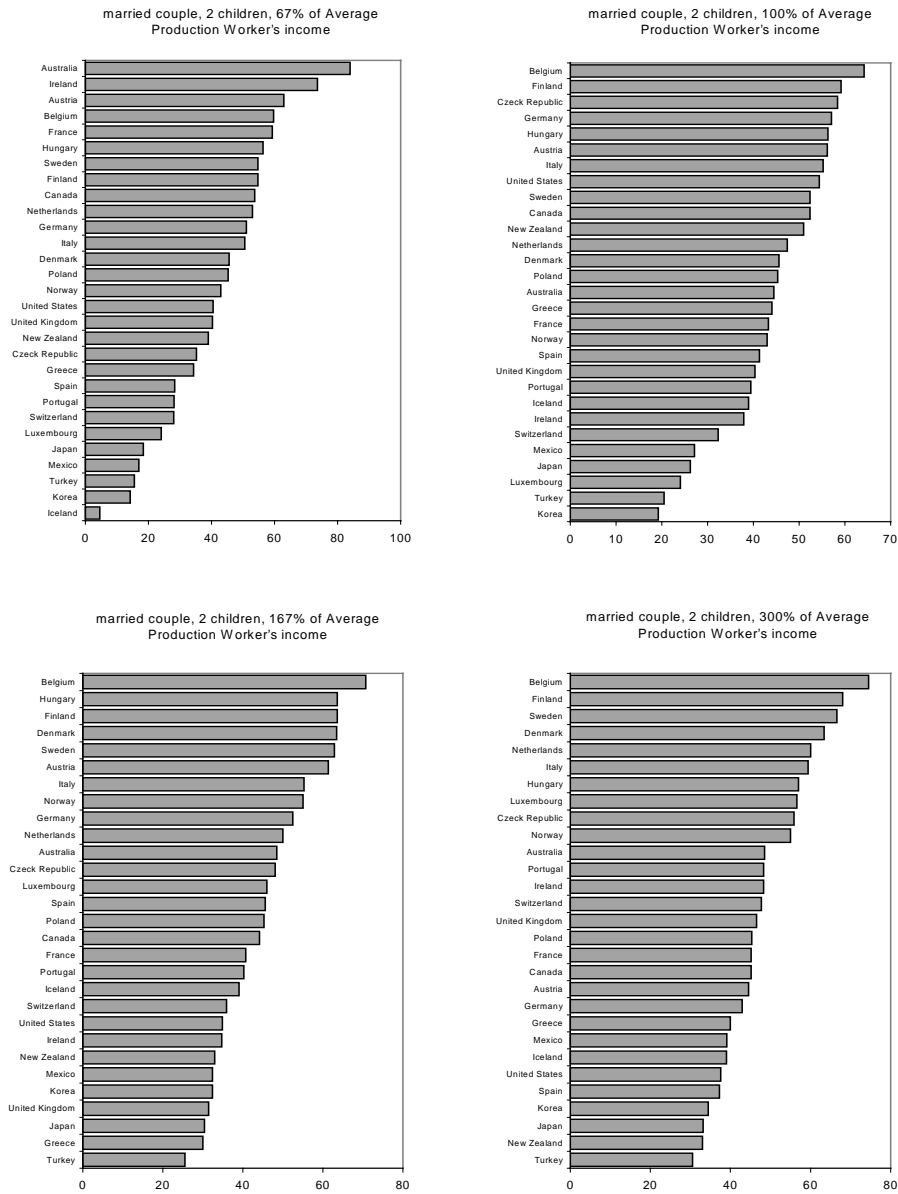 married couple, 2 children, 67% of Average
Production Worker's income
Australia
Ireland
Austria
Belgium
France
Hungary
Sweden
Finland
Canada
Netherlands
Germany
Italy
Denmark
Poland
Norway
United States
United Kingdom
New Zealand
Czeck Republic
Greece
Spain
Portugal
Switzerland
Luxembourg
Japan
Mexico
Turkey
Korea
Iceland
0 20 40 60 80 100
married couple, 2 children, 100% of Average
Production Worker's income
Belgium
Finland
Czeck Republic
Germany
Hungary
Austria
Italy
United States
Sweden
Canada
New Zealand
Netherlands
Denmark
Poland
Australia
Greece
France
Norway
Spain
United Kingdom
Portugal
Iceland
Ireland
Switzerland
Mexico
Japan
Luxembourg
Turkey
Korea
0 10 20 30 40 50 60 70
married couple, 2 children, 167% of Average
Production Worker's income
Belgium
Hungary
Finland
Denmark
Sweden
Austria
Italy
Norway
Germany
Netherlands
Australia
Czeck Republic
Luxembourg
Spain
Poland
Canada
France
Portugal
Iceland
Switzerland
United States
Ireland
New Zealand
Mexico
Korea
United Kingdom
Japan
Greece
Turkey
0 20 40 60 80
married couple, 2 children, 300% of Average
Production Worker's income
Belgium
Finland
Sweden
Denmark
Netherlands
Italy
Hungary
Luxembourg
Czeck Republic
Norway
Australia
Portugal
Ireland
Switzerland
United Kingdom
Poland
France
Canada
Austria
Germany
Greece
Mexico
Iceland
United States
Spain
Korea
Japan
New Zealand
Turkey
0 20 40 60 80